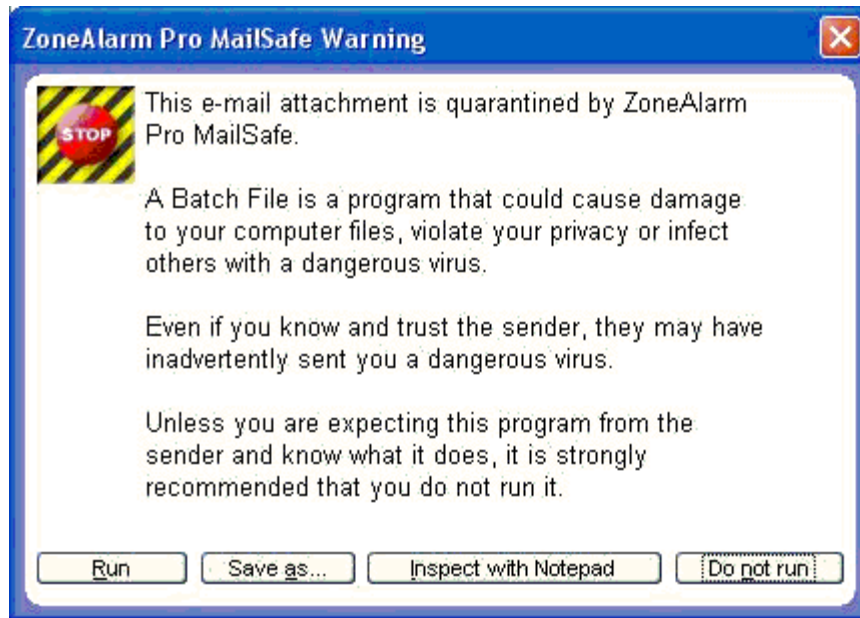 ZoneAlarm Pro MailSafe Warning
STOP
This e-mail attachment is quarantined by ZoneAlarm
Pro MailSafe.
A Batch File is a program that could cause damage
to your computer files, violate your privacy or infect
others with a dangerous virus.
Even if you know and trust the sender, they may have
inadvertently sent you a dangerous virus.
Unless you are expecting this program from the
sender and know what it does, it is strongly
recommended that you do not run it.
Run Save as... Inspect with Notepad Do not run